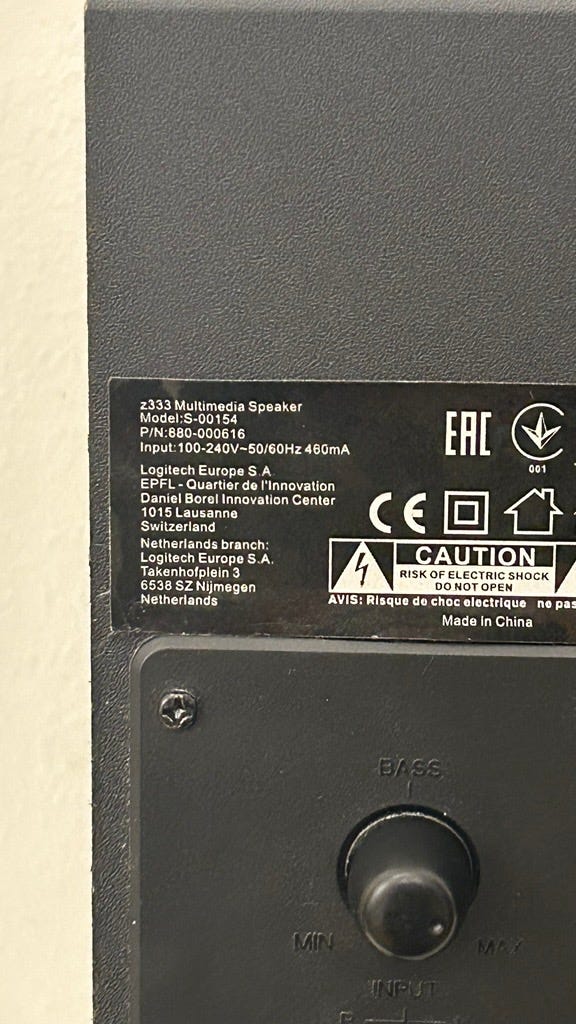 z333 Multimedia Speaker
Model:S-00154
P/N:880-000616
Input:100-240V~50/60Hz 460mA
Logitech Europe S.A
EPFL - Quartier de l'Innovation
Daniel Borel Innovation Center
1015 Lausanne
Switzerland
Netherlands branch:
Logitech Europe S.A.
Takenhofplein 3
6538 SZ Nijmegen
Netherlands
EAC
001
CE
CAUTION
RISK OF ELECTRIC SHOCK
DO NOT OPEN
AVIS: Risque de choc electrique ne pas
Made In China
BASS
MIN
MAX
INPUT
R